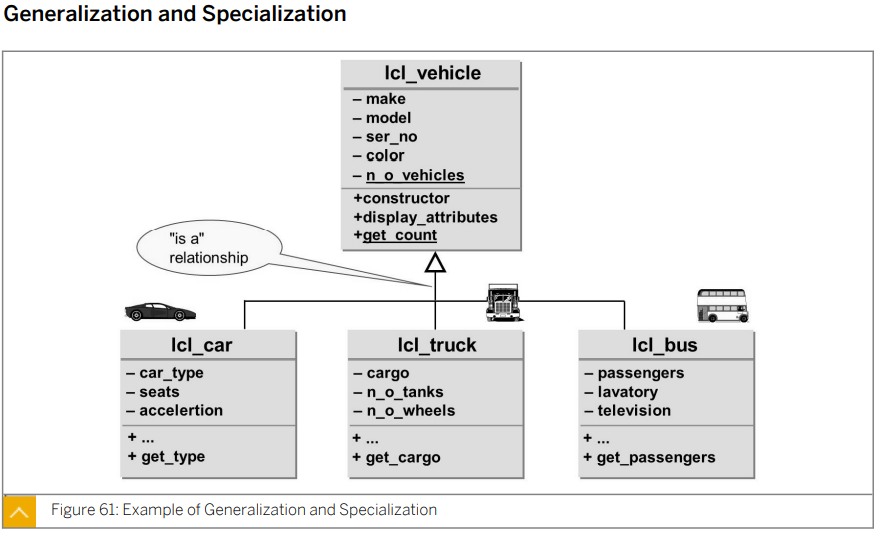 Generalization and Specialization
lcl_vehicle
– make
– model
– ser_no
– color
– n_o_vehicles
+constructor
+display_attributes
+get_count
"is a"
relationship
lcl_car
– car_type
– seats
– accelertion
+ ...
+ get_type
lcl_truck
– cargo
– n_o_tanks
– n_o_wheels
+ ...
+ get_cargo
lcl_bus
– passengers
– lavatory
– television
+ ...
+ get_passengers
Figure 61: Example of Generalization and Specialization